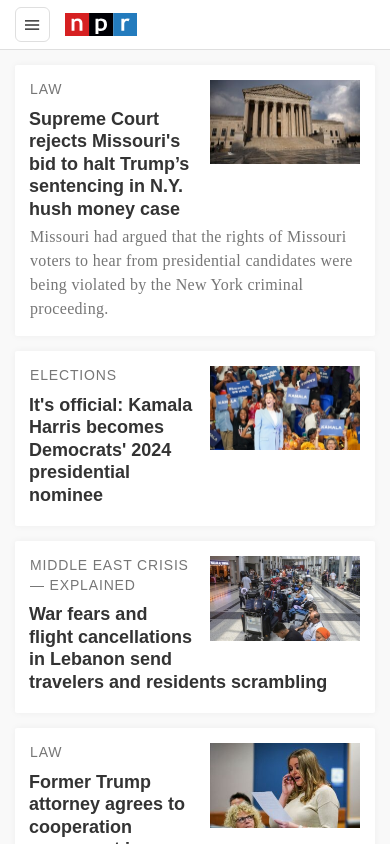 npr
LAW
Supreme Court
rejects Missouri's
bid to halt Trump’s
sentencing in N.Y.
hush money case
Missouri had argued that the rights of Missouri
voters to hear from presidential candidates were
being violated by the New York criminal
proceeding.
ELECTIONS
It's official: Kamala
Harris becomes
Democrats' 2024
presidential
nominee
KAMALA
KAMALA
KAMALA
MIDDLE EAST CRISIS
— EXPLAINED
War fears and
flight cancellations
in Lebanon send
travelers and residents scrambling
LAW
Former Trump
attorney agrees to
cooperation